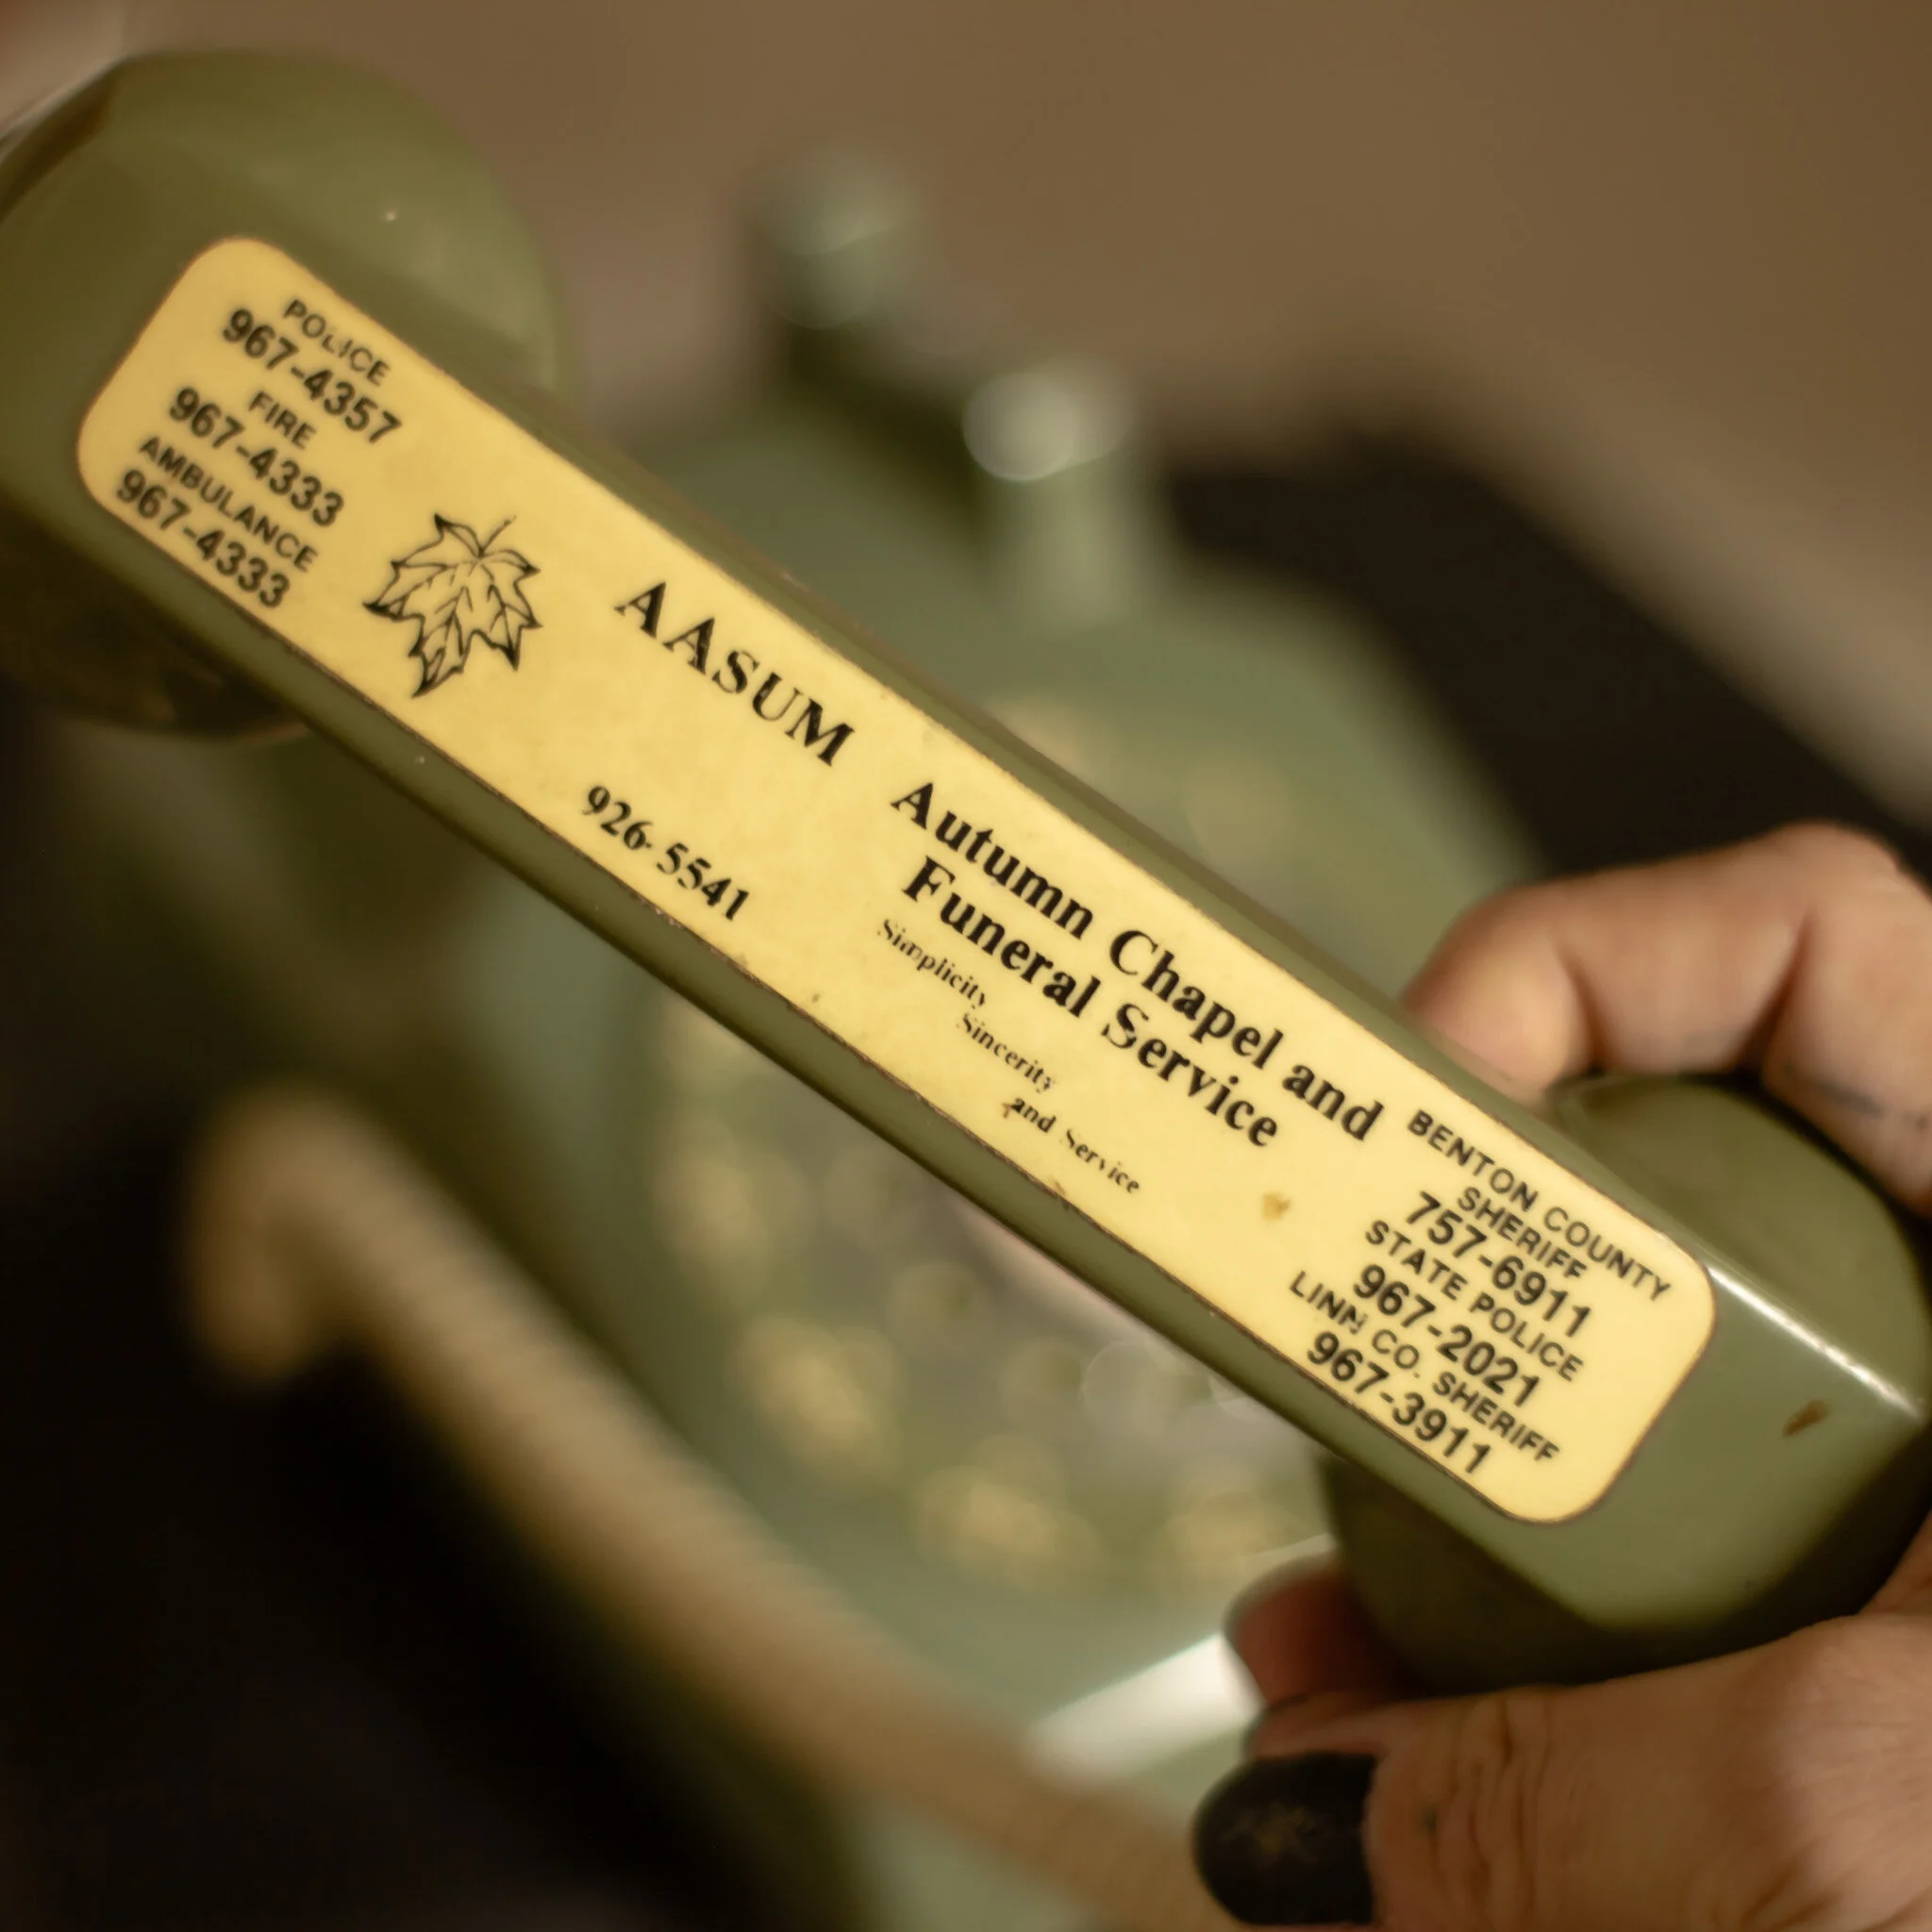 POLICE
967-4357
FIRE
967-4333
AMBULANCE
967-4333
AASUM
926-5541
Autumn Chapel and
Funeral Service
Simplicity
Sincerity
and Service
BENTON COUNTY
SHERIFF
757-6911
STATE POLICE
967-2021
LINN CO. SHERIFF
967-3911